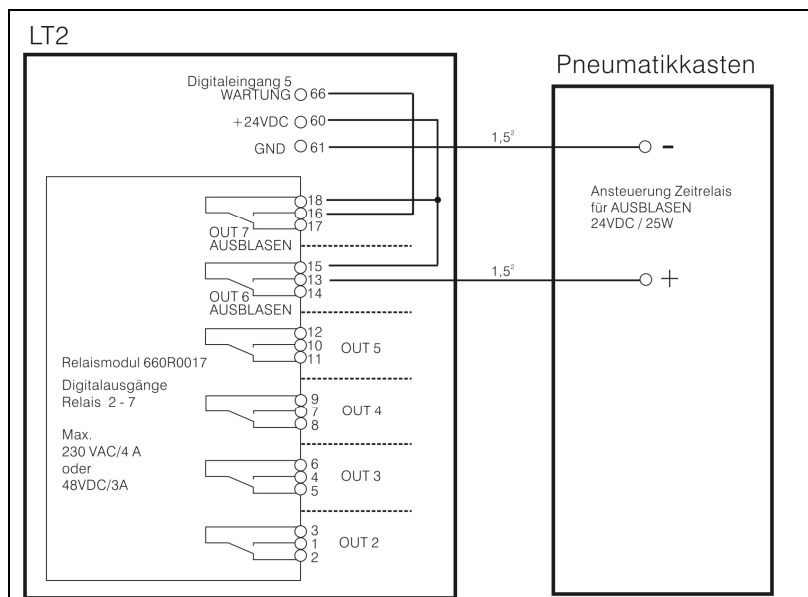 LT2
Pneumatikkasten
Digitaleingang 5
WARTUNG 66
+24VDC 60
GND 61
1,5²
-
18
16
17
OUT 7
AUSBLASEN
Ansteuerung Zeitrelais
für AUSBLASEN
24VDC / 25W
15
13
14
1,5²
+
OUT 6
AUSBLASEN
12
10
11
OUT 5
Relaismodul 660R0017
Digitalausgänge
Relais 2 - 7
Max.
230 VAC/4 A
oder
48VDC/3A
9
7
8
OUT 4
6
4
5
OUT 3
3
1
2
OUT 2